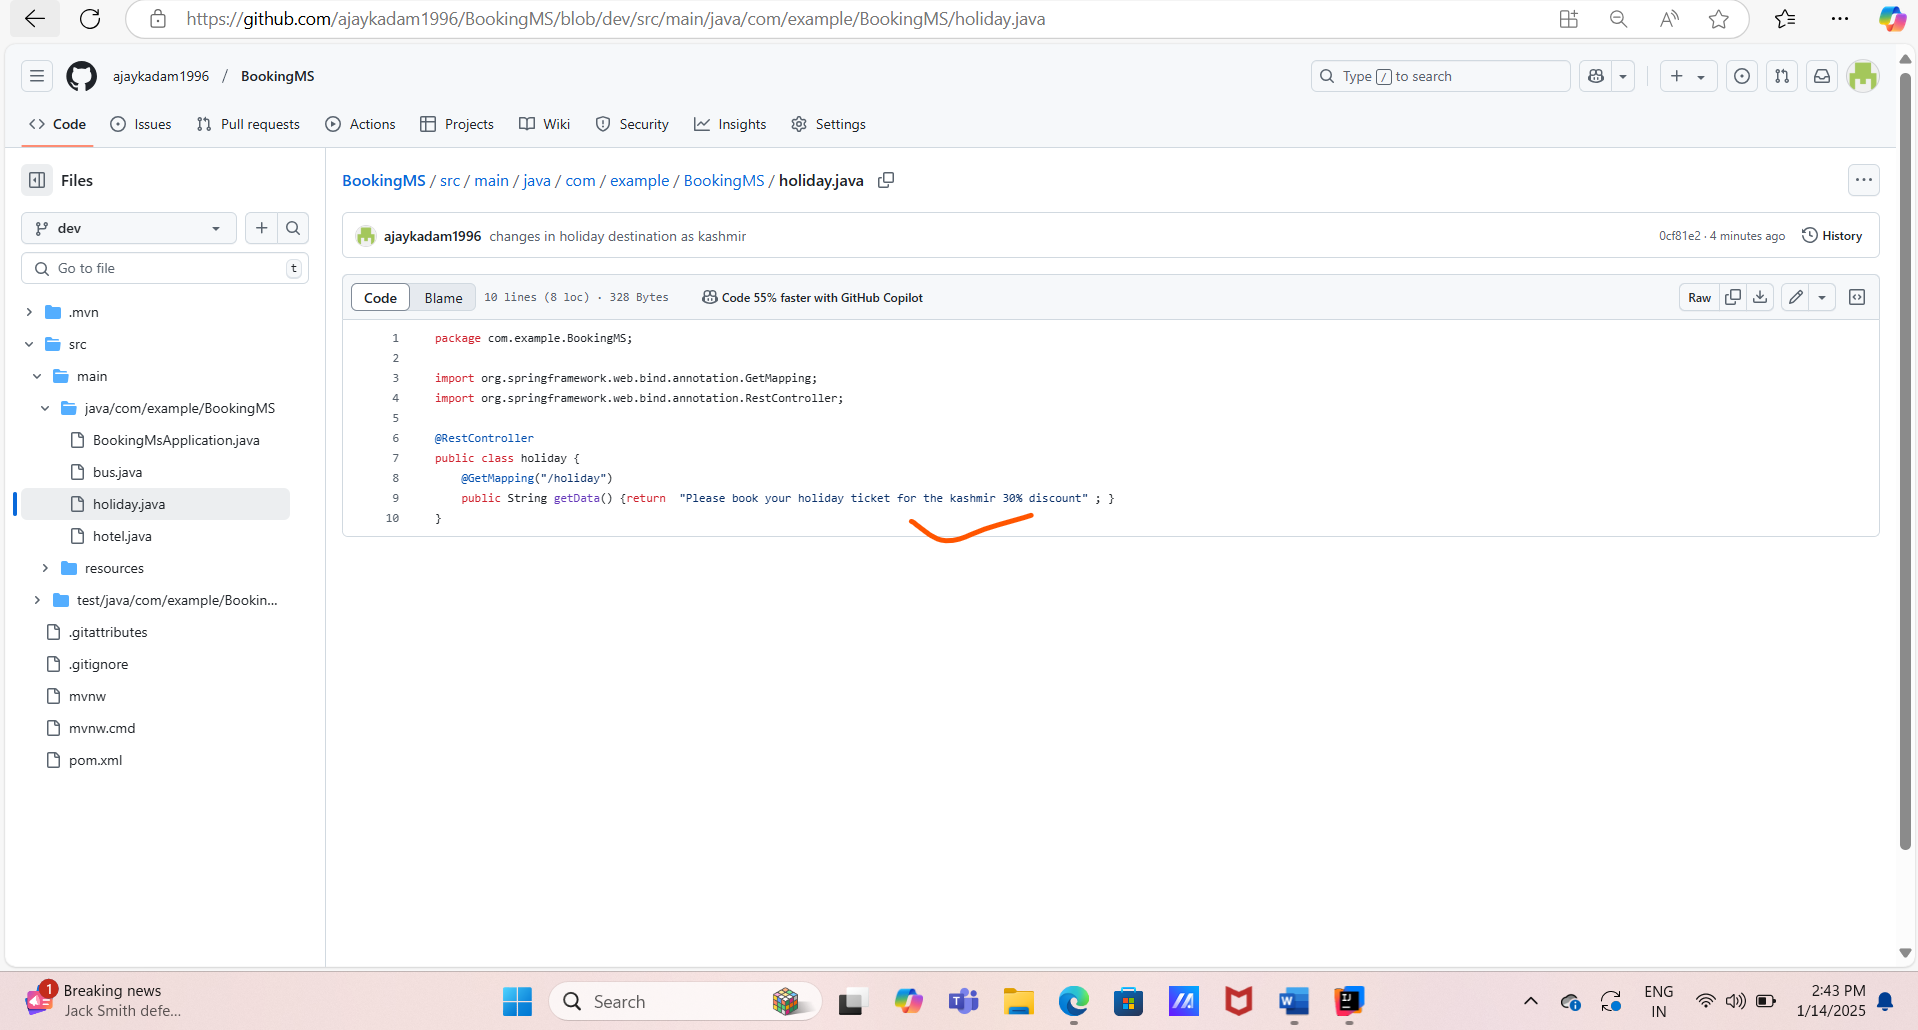 https://github.com/ajaykadam1996/BookingMS/blob/dev/src/main/java/com/example/BookingMS/holiday.java
ajaykadam1996 / BookingMS
Type / to search
Code Issues Pull requests Actions Projects Wiki Security Insights Settings
Files
dev
Go to file t
.mvn
src
main
java/com/example/BookingMS
BookingMsApplication.java
bus.java
holiday.java
hotel.java
resources
test/java/com/example/Bookin...
.gitattributes
.gitignore
mvnw
mvnw.cmd
pom.xml
BookingMS / src / main / java / com / example / BookingMS / holiday.java
ajaykadam1996 changes in holiday destination as kashmir 0cf81e2 · 4 minutes ago History
Code Blame 10 lines (8 loc) · 328 Bytes Code 55% faster with GitHub Copilot Raw
1 package com.example.BookingMS;
2
3 import org.springframework.web.bind.annotation.GetMapping;
4 import org.springframework.web.bind.annotation.RestController;
5
6 @RestController
7 public class holiday {
8 @GetMapping("/holiday")
9 public String getData() {return "Please book your holiday ticket for the kashmir 30% discount" ; }
10 }
1 Breaking news
Jack Smith defe...
Search
ENG
IN
2:43 PM
1/14/2025